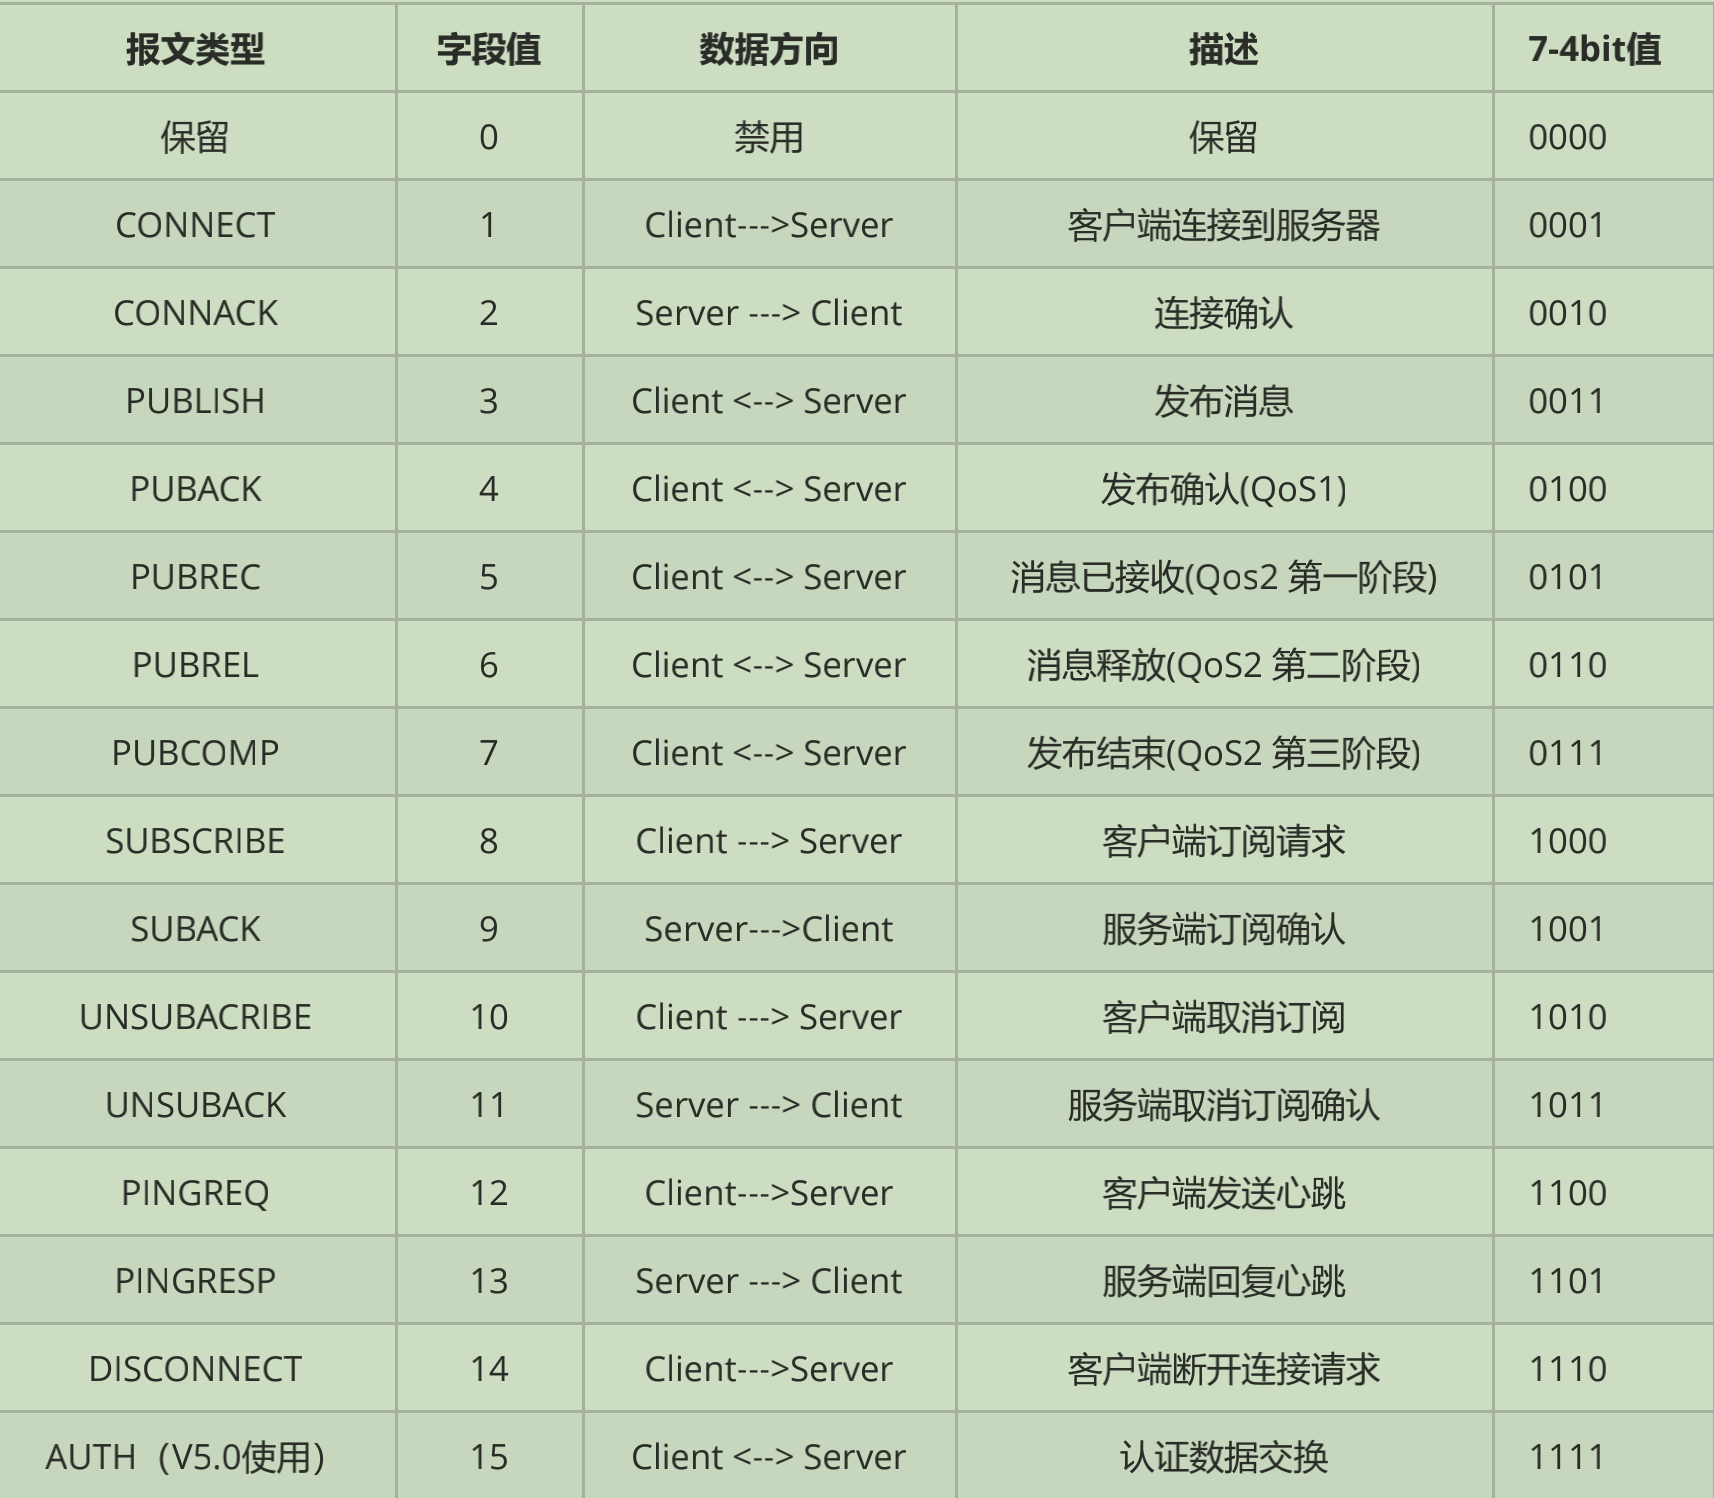 报文类型 字段值 数据方向 描述 7-4bit值
保留 0 禁用 保留 0000
CONNECT 1 Client--->Server 客户端连接到服务器 0001
CONNACK 2 Server ---> Client 连接确认 0010
PUBLISH 3 Client <--> Server 发布消息 0011
PUBACK 4 Client <--> Server 发布确认(QoS1) 0100
PUBREC 5 Client <--> Server 消息已接收(Qos2 第一阶段) 0101
PUBREL 6 Client <--> Server 消息释放(QoS2 第二阶段) 0110
PUBCOMP 7 Client <--> Server 发布结束(QoS2 第三阶段) 0111
SUBSCRIBE 8 Client ---> Server 客户端订阅请求 1000
SUBACK 9 Server--->Client 服务端订阅确认 1001
UNSUBACRIBE 10 Client ---> Server 客户端取消订阅 1010
UNSUBACK 11 Server ---> Client 服务端取消订阅确认 1011
PINGREQ 12 Client--->Server 客户端发送心跳 1100
PINGRESP 13 Server ---> Client 服务端回复心跳 1101
DISCONNECT 14 Client--->Server 客户端断开连接请求 1110
AUTH（V5.0使用) 15 Client <--> Server 认证数据交换 1111